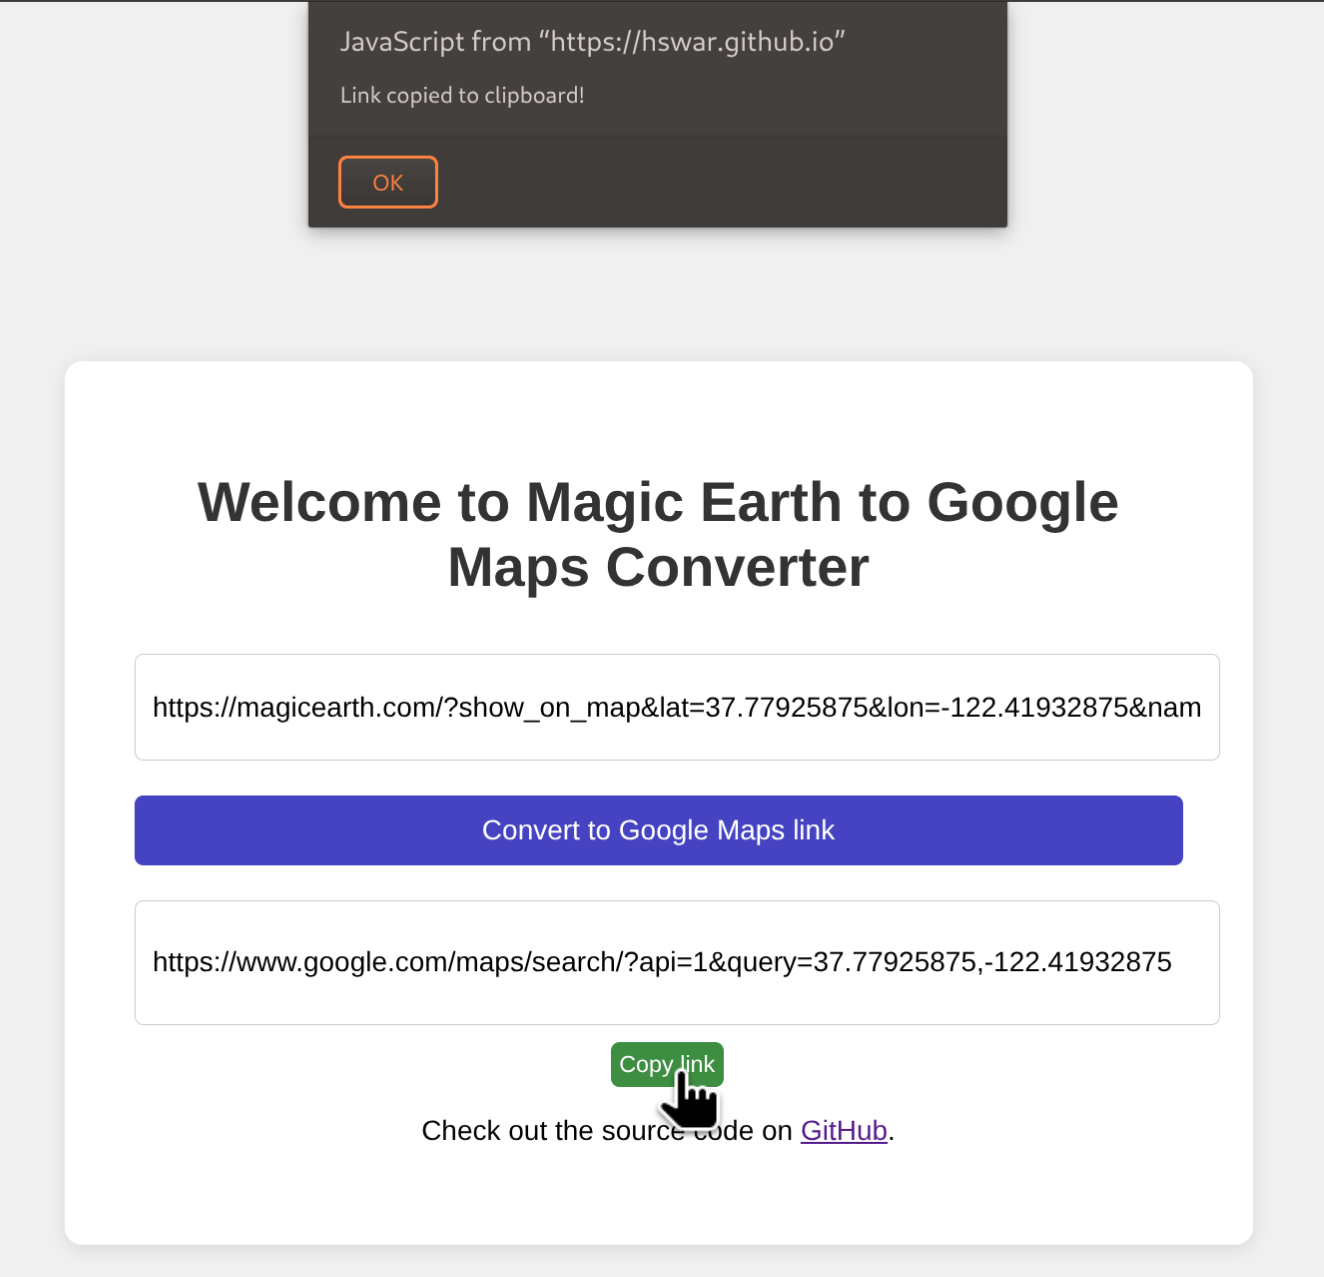 JavaScript from “https://hswar.github.io”
Link copied to clipboard!
OK
Welcome to Magic Earth to Google
Maps Converter
https://magicearth.com/?show_on_map&lat=37.77925875&lon=-122.41932875&nam
Convert to Google Maps link
https://www.google.com/maps/search/?api=1&query=37.77925875,-122.41932875
Copy link
Check out the source code on GitHub.